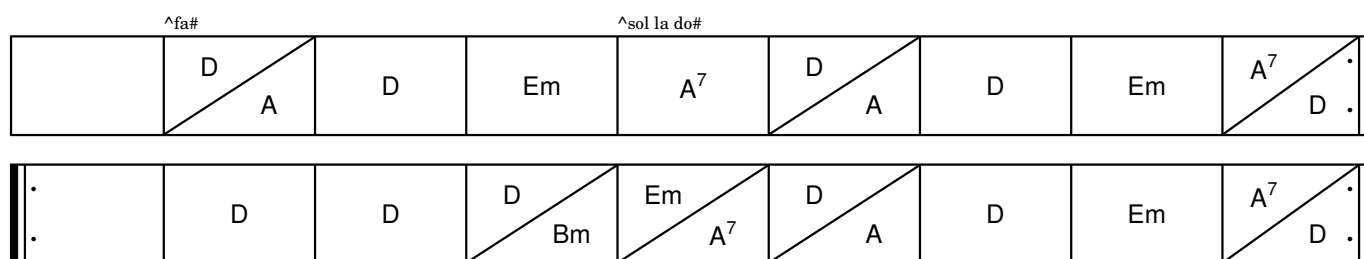 ^fa# ^sol la do#
D A D Em A7 D A D Em A7 D
D D D Bm Em A7 D A D Em A7 D